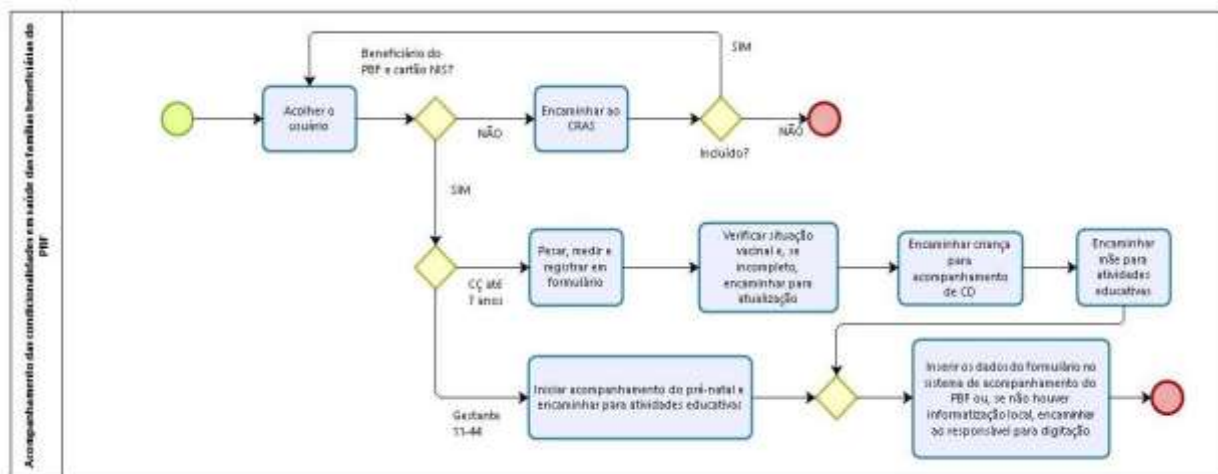 Acompanhamento das condicionalidades em saúde das famílias beneficiárias do
PBF
SIM
Beneficiário do
PBF e cartão NIS?
Acolher o
usuário
NÃO
Encaminhar ao
CRAS
Incluído?
NÃO
SIM
CÇ até
7 anos
Pesar, medir e
registrar em
formulário
Verificar situação
vacinal e, se
incompleto,
encaminhar para
atualização
Encaminhar criança
para
acompanhamento
de CD
Encaminhar
mãe para
atividades
educativas
Gestante
11-44
Iniciar acompanhamento do pré-natal e
encaminhar para atividades educativas
Inserir os dados do formulário no
sistema de acompanhamento do
PBF ou, se não houver
informatização local, encaminhar
ao responsável para digitação